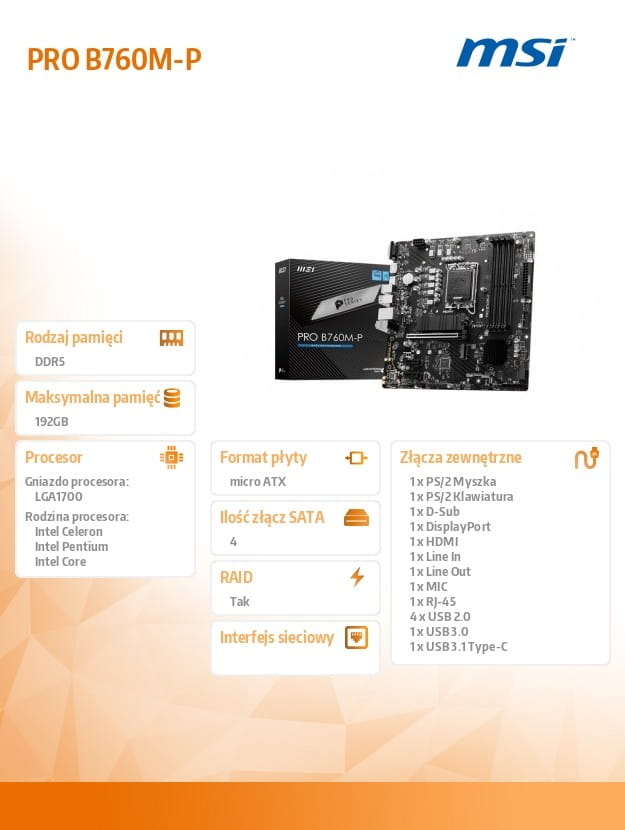 PRO B760M-P
msi
msi
PRO SERIES
PRO B760M-P
Rodzaj pamięci
DDR5
Maksymalna pamięć
192GB
Procesor
Gniazdo procesora:
LGA1700
Rodzina procesora:
Intel Celeron
Intel Pentium
Intel Core
Format płyty
micro ATX
Ilość złącz SATA
4
RAID
Tak
Interfejs sieciowy
Złącza zewnętrzne
1 x PS/2 Myszka
1 x PS/2 Klawiatura
1 x D-Sub
1 x DisplayPort
1 x HDMI
1 x Line In
1 x Line Out
1 x MIC
1 x RJ-45
4 x USB 2.0
1 x USB 3.0
1 x USB 3.1 Type-C